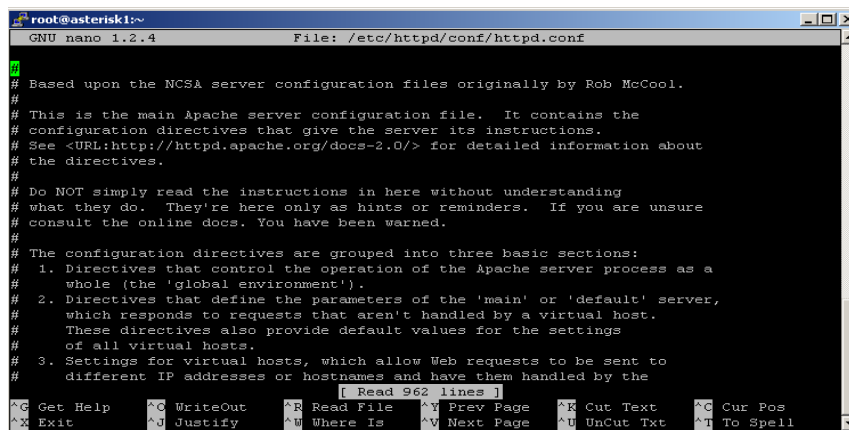 root@asterisk1:~
GNU nano 1.2.4 File: /etc/httpd/conf/httpd.conf
#
# Based upon the NCSA server configuration files originally by Rob McCool.
#
# This is the main Apache server configuration file.  It contains the
# configuration directives that give the server its instructions.
# See <URL:http://httpd.apache.org/docs-2.0/> for detailed information about
# the directives.
#
# Do NOT simply read the instructions in here without understanding
# what they do.  They're here only as hints or reminders.  If you are unsure
# consult the online docs. You have been warned.
#
# The configuration directives are grouped into three basic sections:
#  1. Directives that control the operation of the Apache server process as a
#     whole (the 'global environment').
#  2. Directives that define the parameters of the 'main' or 'default' server,
#     which responds to requests that aren't handled by a virtual host.
#     These directives also provide default values for the settings
#     of all virtual hosts.
#  3. Settings for virtual hosts, which allow Web requests to be sent to
#     different IP addresses or hostnames and have them handled by the
[ Read 962 lines ]
^G Get Help ^O WriteOut ^R Read File ^Y Prev Page ^K Cut Text ^C Cur Pos
^X Exit ^J Justify ^W Where Is ^V Next Page ^U UnCut Txt ^T To Spell